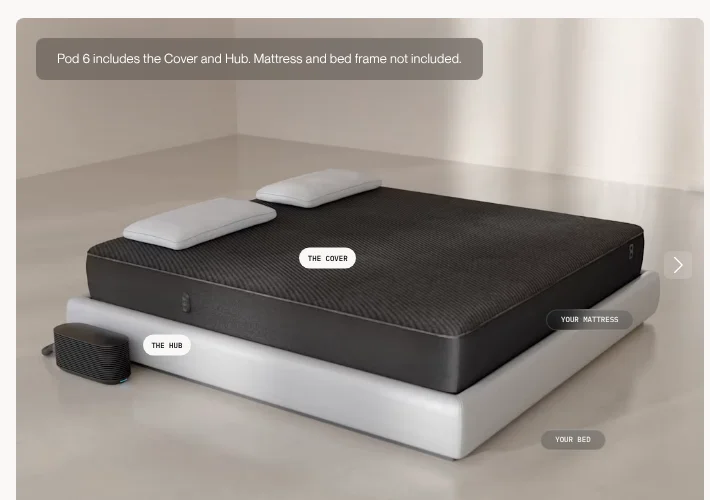 Pod 6 includes the Cover and Hub. Mattress and bed frame not included.
THE COVER
YOUR MATTRESS
THE HUB
YOUR BED